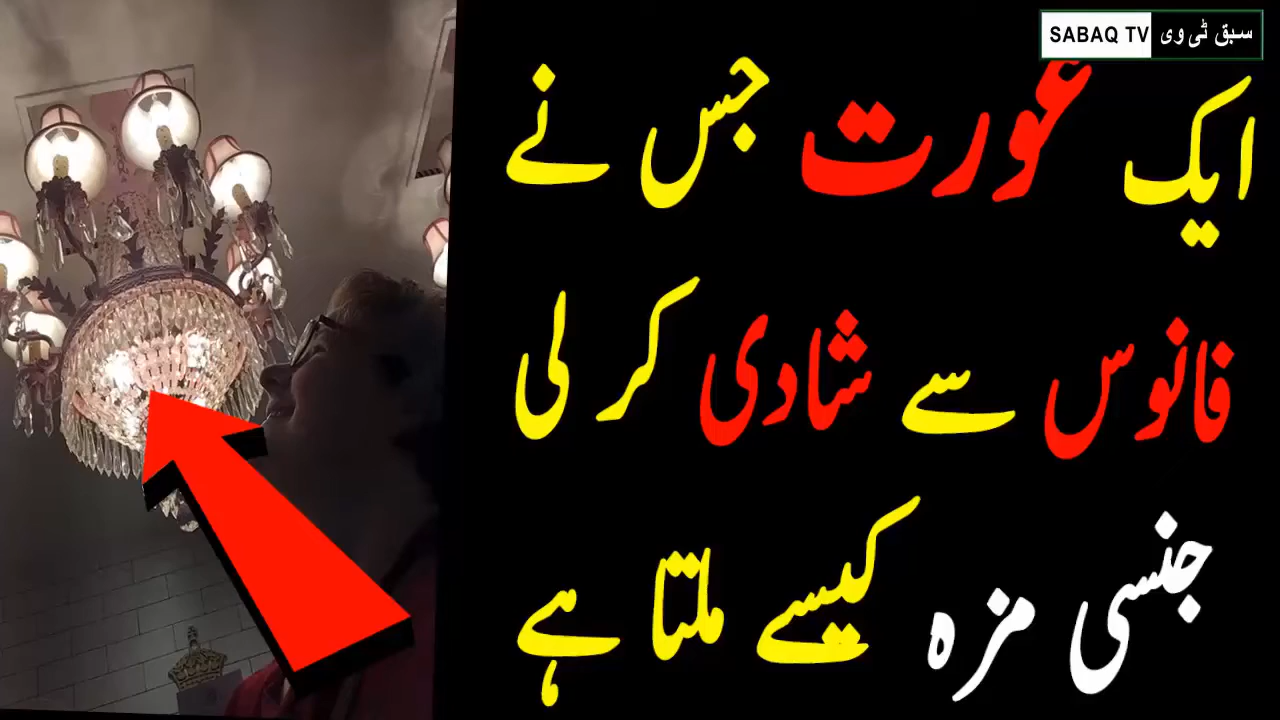 SABAQ TV سبق ٹی وی
ایک عورت جس نے
فانوس سے شادی کر لی
جنسی مزہ کیسے ملتا ہے